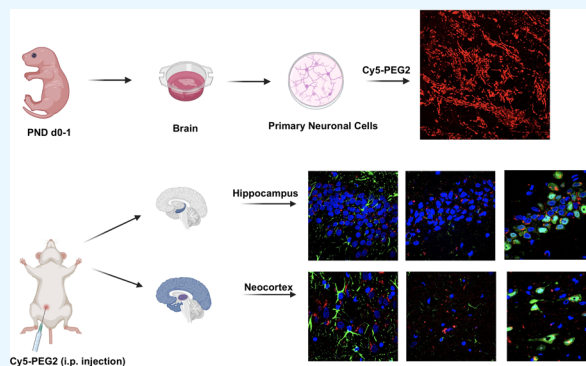 Cy5-PEG2
PND d0-1
Brain
Primary Neuronal Cells
Hippocampus
Neocortex
Cy5-PEG2 (i.p. injection)